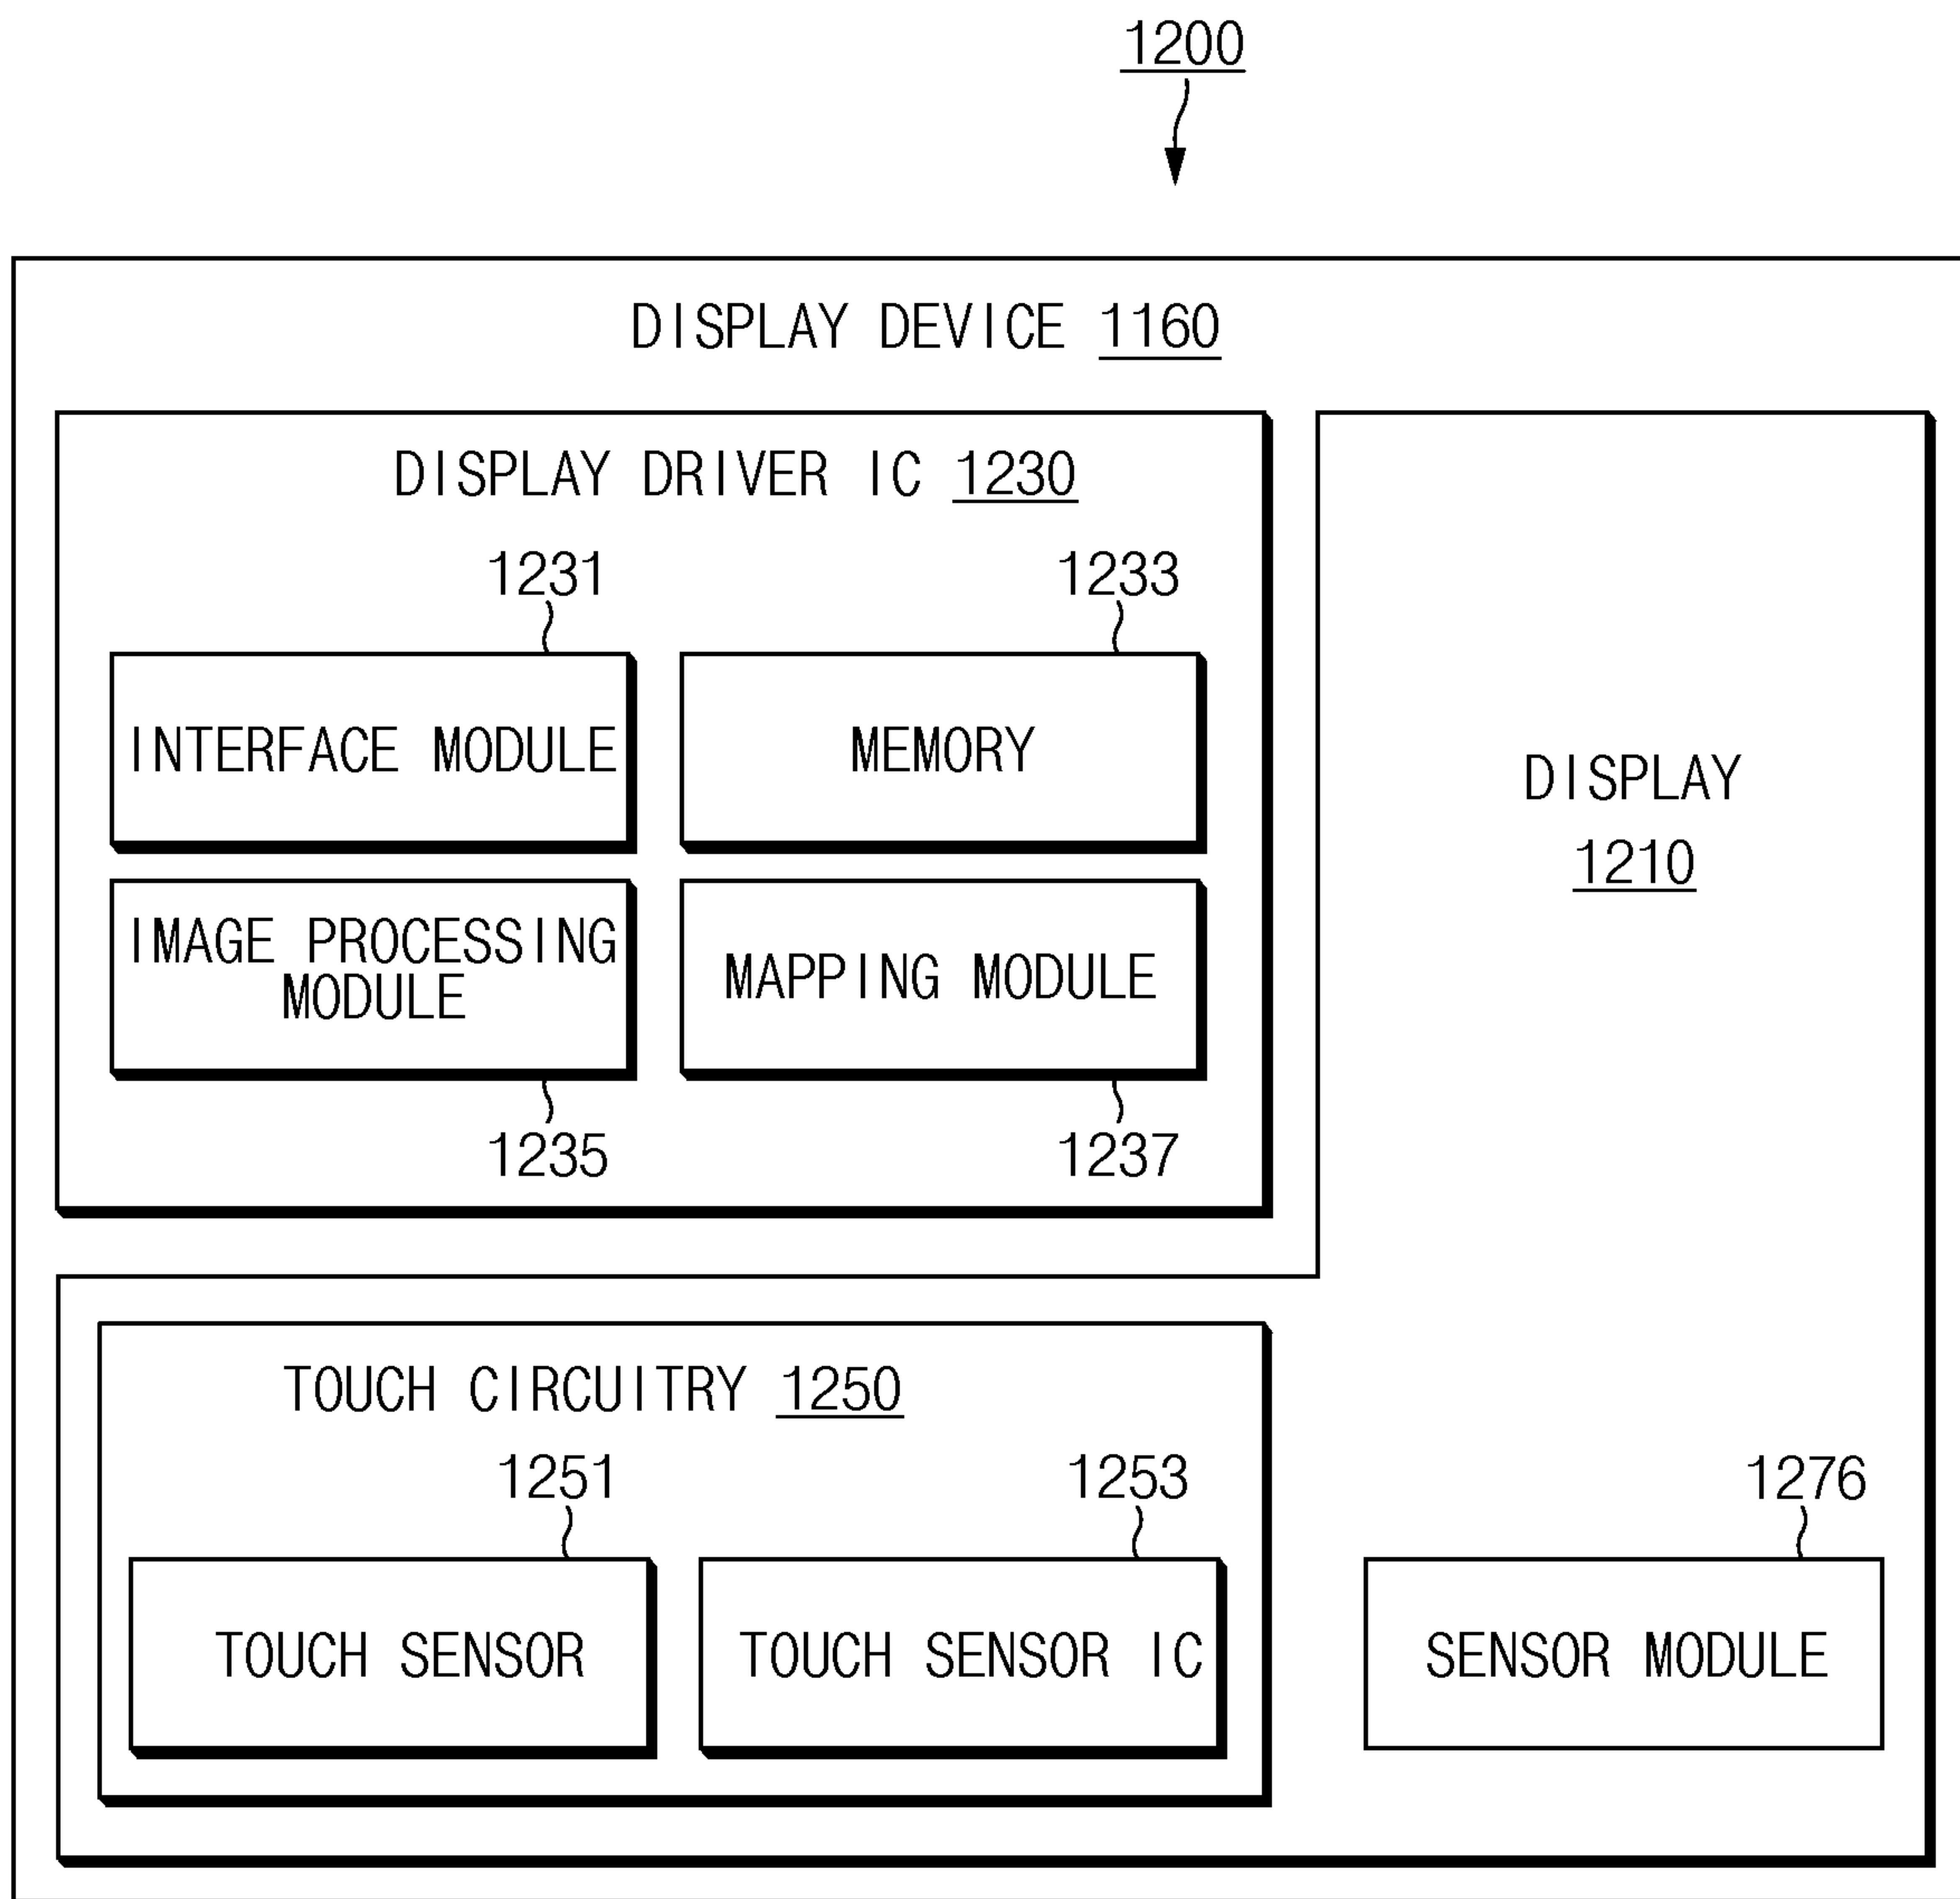 1200
DISPLAY DEVICE 1160
DISPLAY DRIVER IC 1230
1231
1233
INTERFACE MODULE
MEMORY
IMAGE PROCESSING
MODULE
MAPPING MODULE
1235
1237
DISPLAY
1210
TOUCH CIRCUITRY 1250
1251
1253
TOUCH SENSOR
TOUCH SENSOR IC
1276
SENSOR MODULE